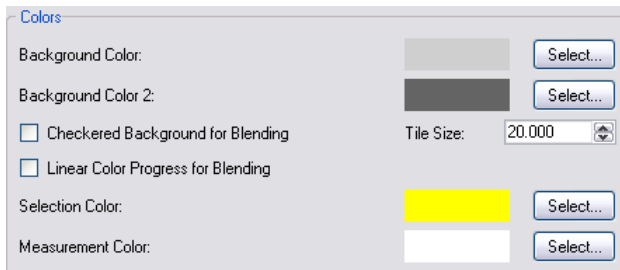 Colors
Background Color: Select...
Background Color 2: Select...
Checkered Background for Blending Tile Size: 20.000
Linear Color Progress for Blending
Selection Color: Select...
Measurement Color: Select...